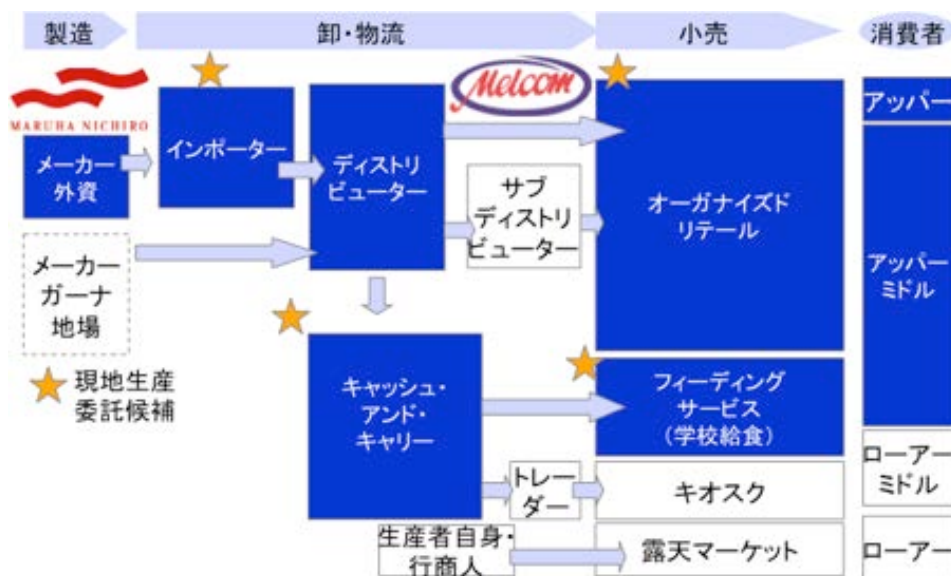 製造
卸・物流
小売
消費者
MARUHA NICHIRO
Melcom
メーカー
外資
インポーター
ディストリ
ビューター
サブ
ディストリ
ビューター
オーガナイズド
リテール
アッパー
アッパー
ミドル
メーカー
ガーナ
地場
現地生産
委託候補
キャッシュ・
アンド・
キャリー
フィーディング
サービス
(学校給食)
トレー
ダー
キオスク
ローアー
ミドル
生産者自身・
行商人
露天マーケット
ローアー